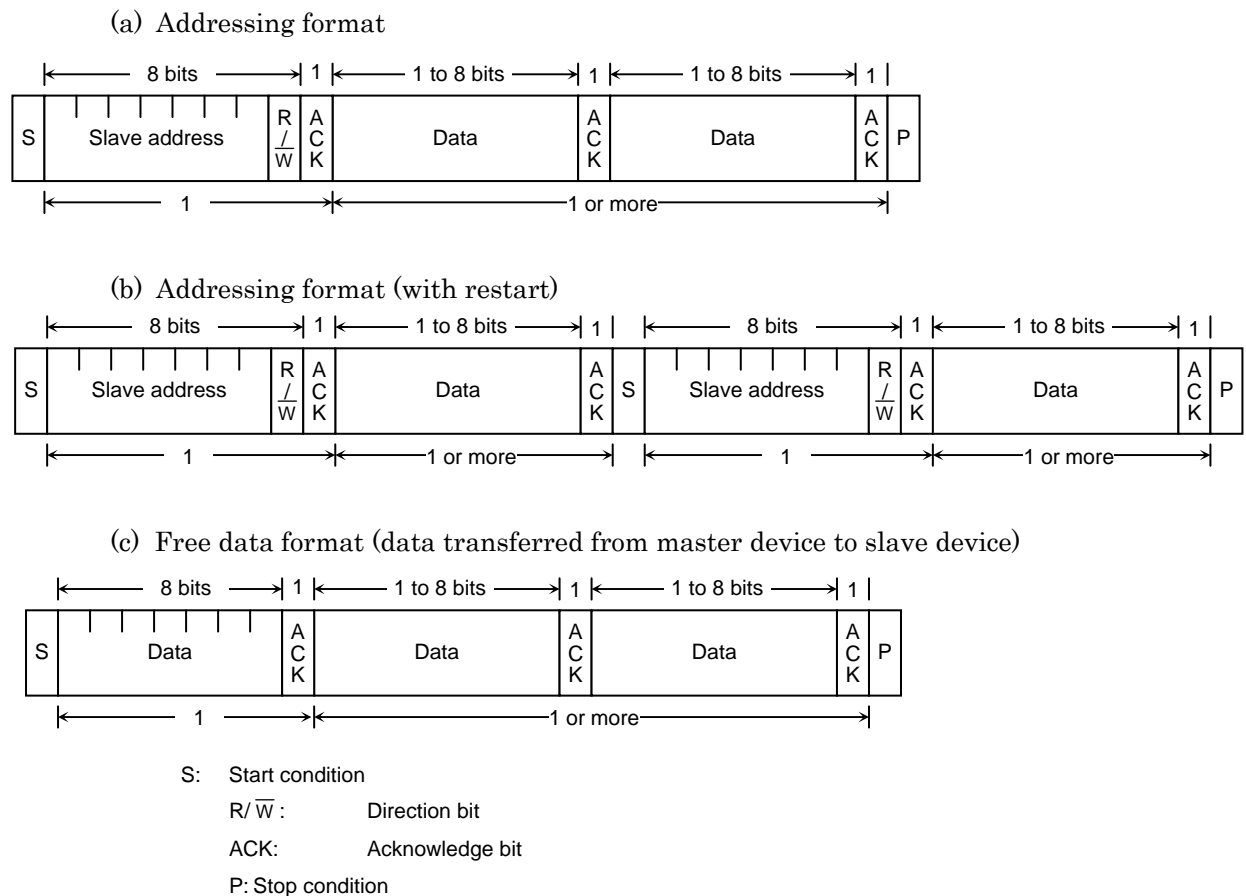 (a) Addressing format
8 bits 1 1 to 8 bits 1 1 to 8 bits 1
S Slave address R/W̅ ACK Data ACK Data ACK P
1 1 or more
(b) Addressing format (with restart)
8 bits 1 1 to 8 bits 1 8 bits 1 1 to 8 bits 1
S Slave address R/W̅ ACK Data ACK S Slave address R/W̅ ACK Data ACK P
1 1 or more 1 1 or more
(c) Free data format (data transferred from master device to slave device)
8 bits 1 1 to 8 bits 1 1 to 8 bits 1
S Data ACK Data ACK Data ACK P
1 1 or more
S: Start condition
R/W̅ : Direction bit
ACK: Acknowledge bit
P: Stop condition